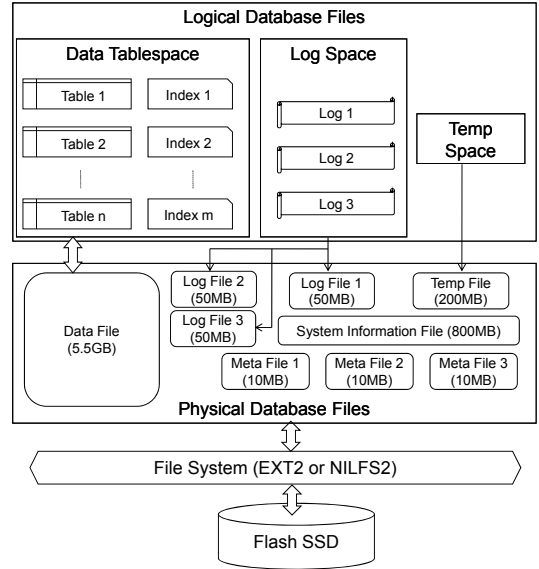 Logical Database Files
Data Tablespace
Log Space
Table 1
Index 1
Log 1
Table 2
Index 2
Log 2
Temp
Space
Table n
Index m
Log 3
Data File
(5.5GB)
Log File 2
(50MB)
Log File 1
(50MB)
Temp File
(200MB)
Log File 3
(50MB)
System Information File (800MB)
Meta File 1
(10MB)
Meta File 2
(10MB)
Meta File 3
(10MB)
Physical Database Files
File System (EXT2 or NILFS2)
Flash SSD